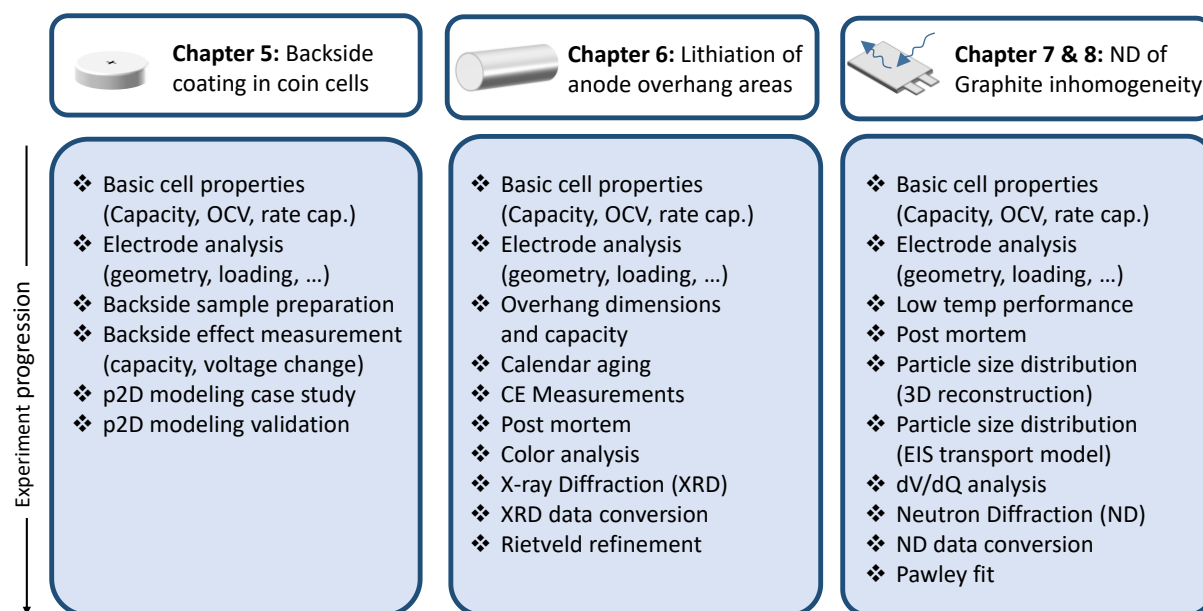 Chapter 5: Backside
coating in coin cells
Chapter 6: Lithiation of
anode overhang areas
Chapter 7 & 8: ND of
Graphite inhomogeneity
Experiment progression
❖ Basic cell properties
(Capacity, OCV, rate cap.)
❖ Electrode analysis
(geometry, loading, …)
❖ Backside sample preparation
❖ Backside effect measurement
(capacity, voltage change)
❖ p2D modeling case study
❖ p2D modeling validation
❖ Basic cell properties
(Capacity, OCV, rate cap.)
❖ Electrode analysis
(geometry, loading, …)
❖ Overhang dimensions
and capacity
❖ Calendar aging
❖ CE Measurements
❖ Post mortem
❖ Color analysis
❖ X-ray Diffraction (XRD)
❖ XRD data conversion
❖ Rietveld refinement
❖ Basic cell properties
(Capacity, OCV, rate cap.)
❖ Electrode analysis
(geometry, loading, …)
❖ Low temp performance
❖ Post mortem
❖ Particle size distribution
(3D reconstruction)
❖ Particle size distribution
(EIS transport model)
❖ dV/dQ analysis
❖ Neutron Diffraction (ND)
❖ ND data conversion
❖ Pawley fit